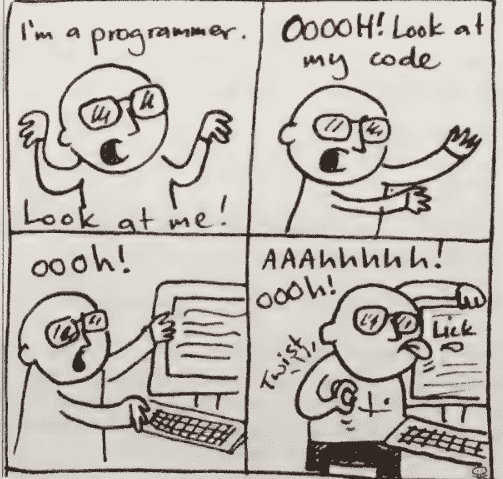 I'm a programmer.
Look at me!
OOOOH! Look at
my code
oooh!
AAAhhhhh!
oooh!
Twist
Lick